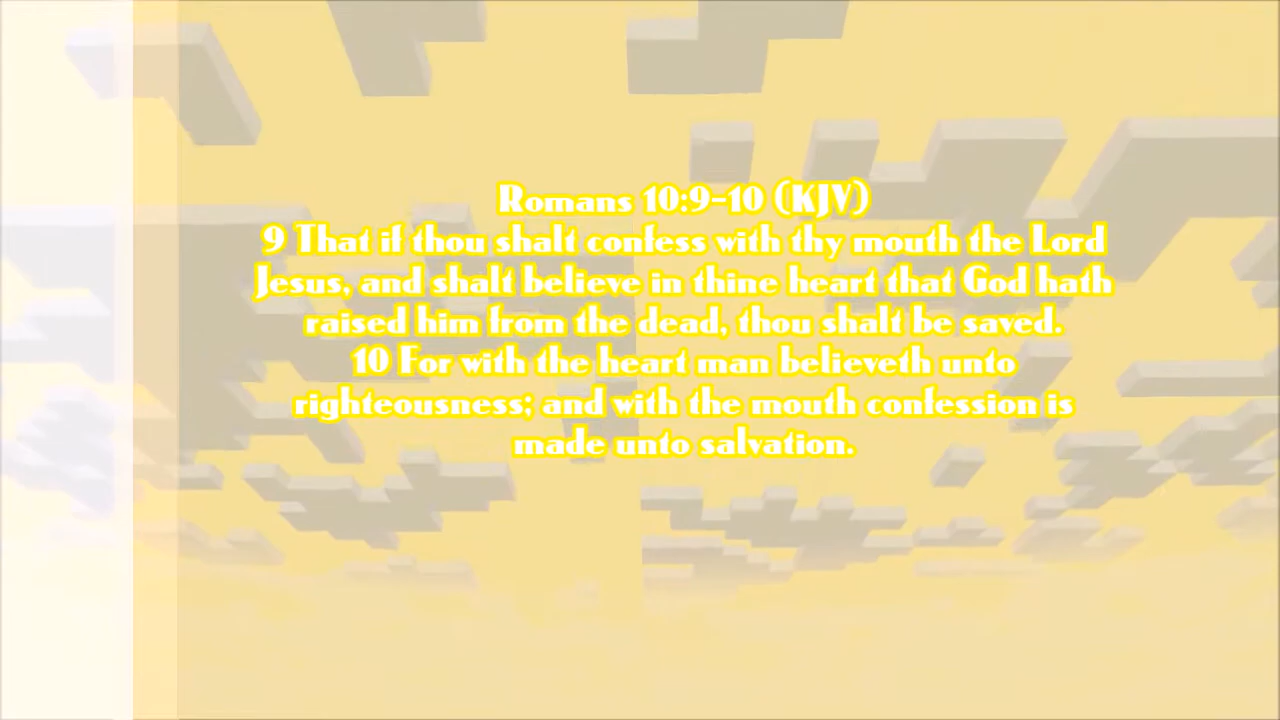 Romans 10:9-10 (KJV)
9 That if thou shalt confess with thy mouth the Lord
Jesus, and shalt believe in thine heart that God hath
raised him from the dead, thou shalt be saved.
10 For with the heart man believeth unto
righteousness; and with the mouth confession is
made unto salvation.